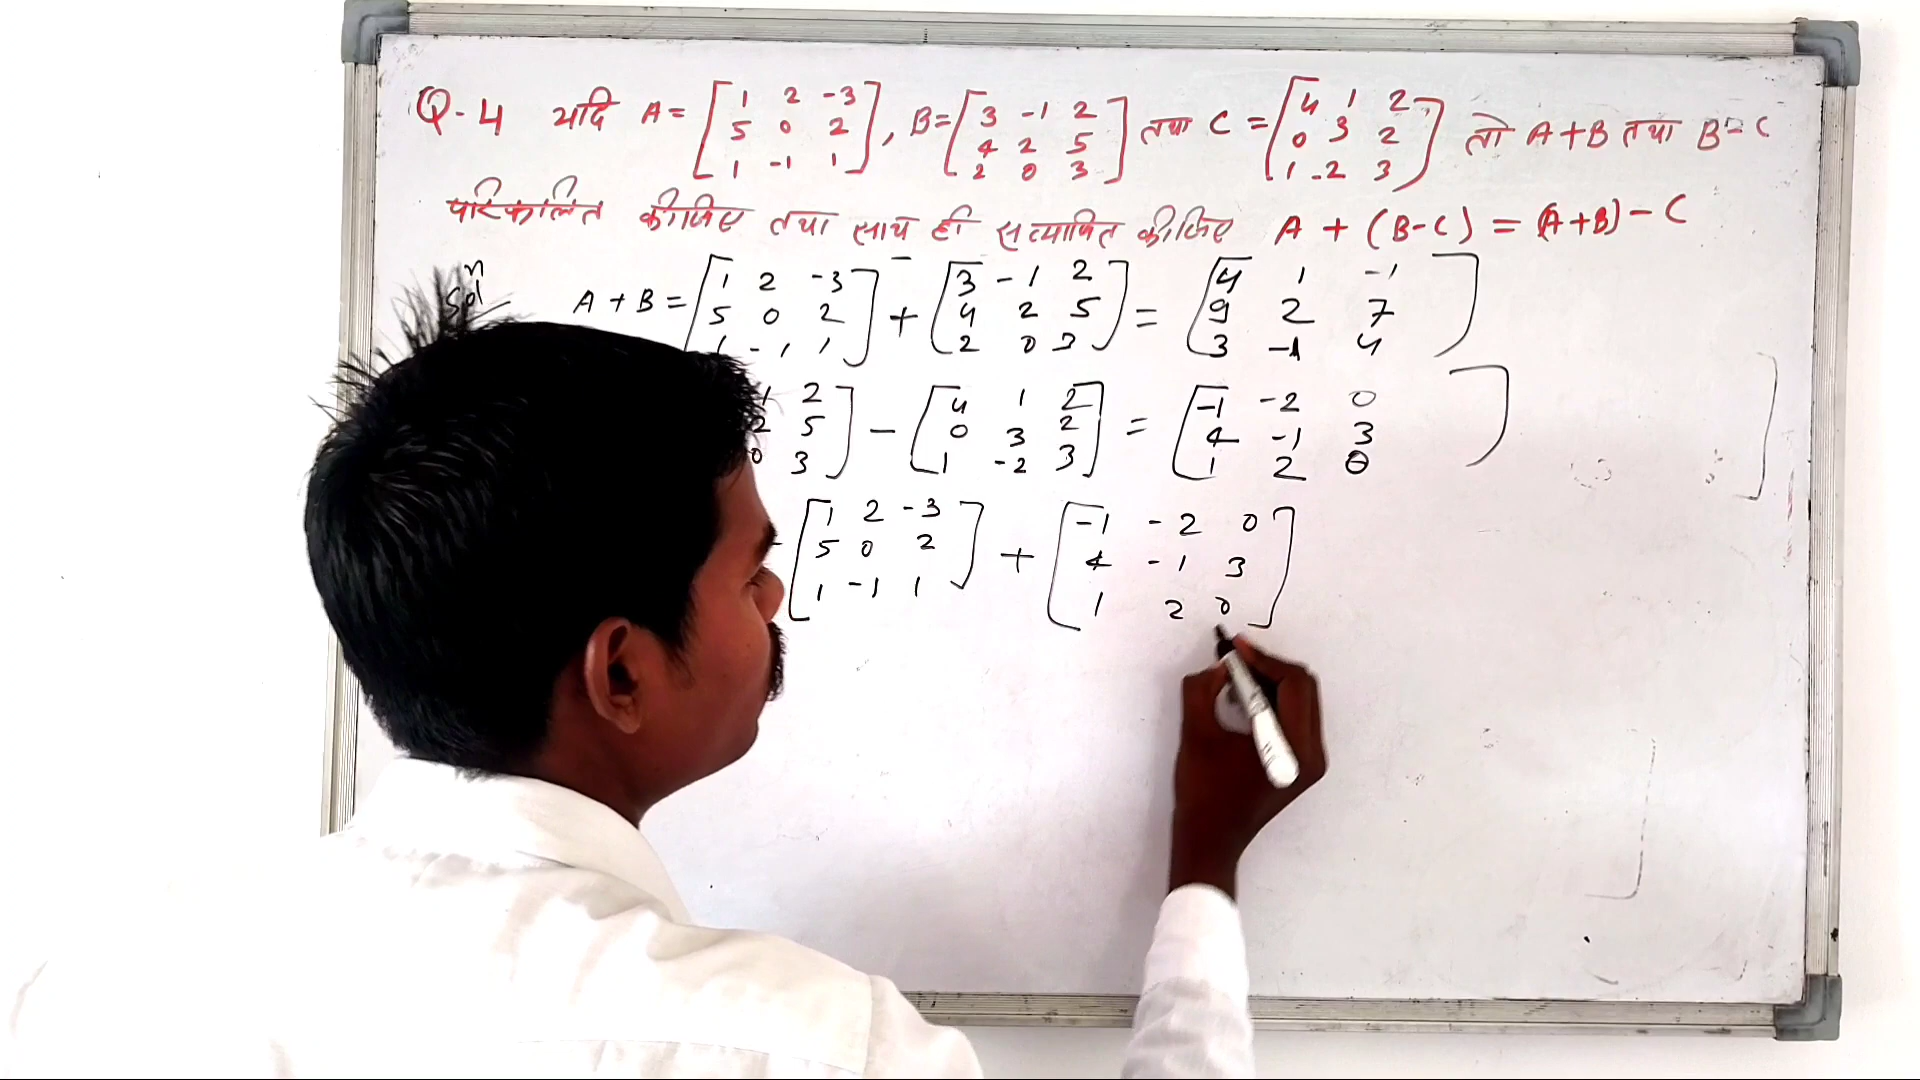 Q-4 यदि A = [1 2 -3 5 0 2 1 -1 1], B = [3 -1 2 4 2 5 2 0 3] तथा C = [4 1 2 0 3 2 1 -2 3] तो A+B तथा B-C
परिकलित कीजिए तथा साथ ही सत्यापित कीजिए A + (B-C) = (A+B) - C
Solⁿ A + B = [1 2 -3 5 0 2 1 -1 1] + [3 -1 2 4 2 5 2 0 3] = [4 1 -1 9 2 7 3 -1 4]
1 2 2 5 0 3] - [4 1 2 0 3 2 1 -2 3] = [-1 -2 0 4 -1 3 1 2 0]
[1 2 -3 5 0 2 1 -1 1] + [-1 -2 0 4 -1 3 1 2 0]